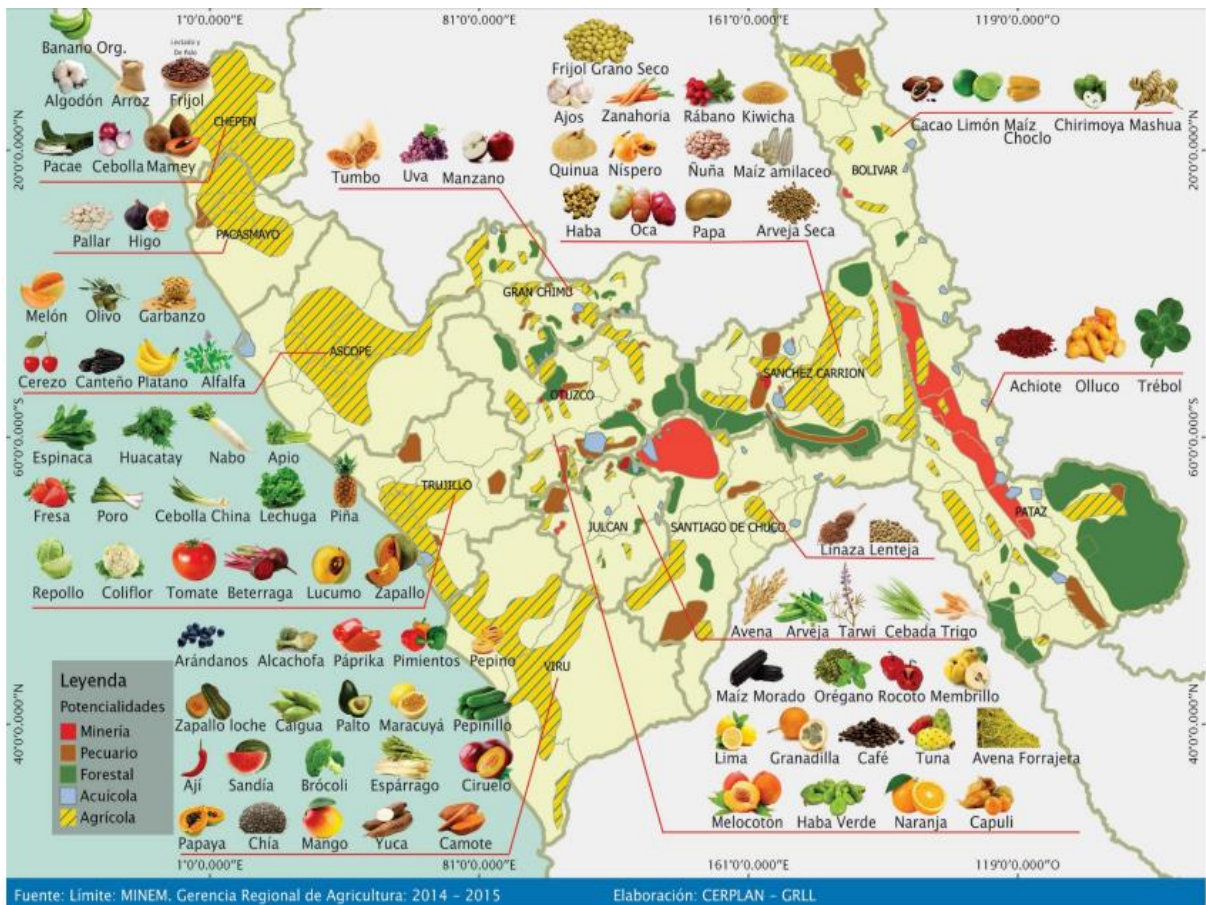 1°0'0.000"E 81°0'0.000"E 161°0'0.000"E 119°0'0.000"O
20°0'0.000"N
60°0'0.000"S
40°0'0.000"N
20°0'0.000"N
60°0'0.000"S
40°0'0.000"N
Banano Org.
De Palo
Algodón Arroz Frijol
Pacae Cebolla Mamey
CHEPEN
Pallar Higo
PACASMAYO
Melón Olivo Garbanzo
Cerezo Canteño Platano Alfalfa
ASCOPE
Espinaca Huacatay Nabo Apio
Fresa Poro Cebolla China Lechuga Piña
Repollo Coliflor Tomate Beterraga Lucumo Zapallo
TRUJILLO
Tumbo Uva Manzano
GRAN CHIMU
OTUZCO
Frijol Grano Seco
Ajos Zanahoria Rábano Kiwicha
Quinua Níspero Ñuña Maíz amilaceo
Haba Oca Papa Arveja Seca
SANCHEZ CARRION
Cacao Limón Maíz Chirimoya Mashua
Choclo
BOLIVAR
Achiote Olluco Trébol
PATAZ
JULCAN
SANTIAGO DE CHUCO
Linaza Lenteja
Avena Arveja Tarwi Cebada Trigo
Maíz Morado Orégano Rocoto Membrillo
Lima Granadilla Café Tuna Avena Forrajera
Melocoton Haba Verde Naranja Capuli
Arándanos Alcachofa Páprika Pimientos Pepino
Zapallo loche Caigua Palto Maracuyá Pepinillo
Ají Sandía Brócoli Espárrago Ciruelo
Papaya Chía Mango Yuca Camote
VIRU
Leyenda
Potencialidades
Minería
Pecuario
Forestal
Acuícola
Agrícola
1°0'0.000"E 81°0'0.000"E 161°0'0.000"E 119°0'0.000"O
Fuente: Límite: MINEM. Gerencia Regional de Agricultura: 2014 - 2015 Elaboración: CERPLAN - GRLL